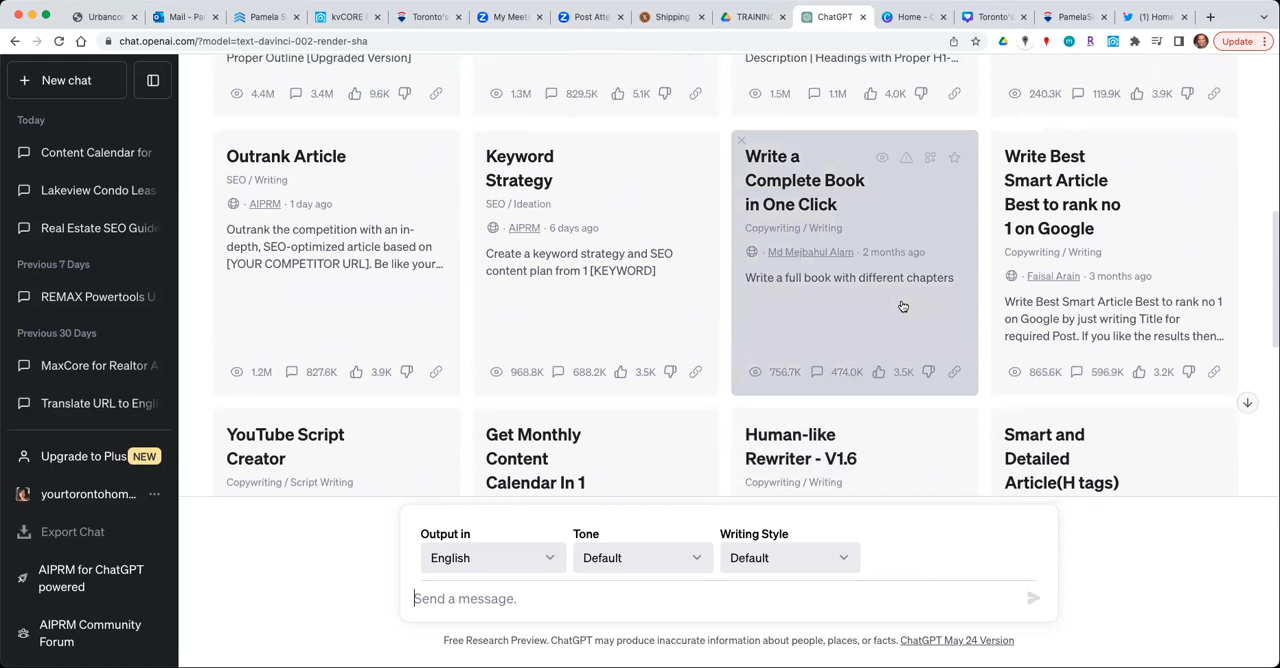 Urbancor
Mail - Pa
Pamela S
kvCORE
Toronto's
My Meeti
Post Atte
Shipping
TRAINING
ChatGPT
Home - C
Toronto's
PamelaS
(1) Home
chat.openai.com/?model=text-davinci-002-render-sha
Update
New chat
Today
Content Calendar for
Lakeview Condo Leas
Real Estate SEO Guide
Previous 7 Days
REMAX Powertools U
Previous 30 Days
MaxCore for Realtor A
Translate URL to Engli
Upgrade to Plus NEW
yourtorontohom...
Export Chat
AIPRM for ChatGPT
powered
AIPRM Community
Forum
Proper Outline [Upgraded Version]
4.4M 3.4M 9.6K
1.3M 829.5K 5.1K
Description | Headings with Proper H1-...
1.5M 1.1M 4.0K
240.3K 119.9K 3.9K
Outrank Article
SEO / Writing
AIPRM · 1 day ago
Outrank the competition with an in-
depth, SEO-optimized article based on
[YOUR COMPETITOR URL]. Be like your...
1.2M 827.6K 3.9K
Keyword
Strategy
SEO / Ideation
AIPRM · 6 days ago
Create a keyword strategy and SEO
content plan from 1 [KEYWORD]
968.8K 688.2K 3.5K
Write a
Complete Book
in One Click
Copywriting / Writing
Md Mejbahul Alam · 2 months ago
Write a full book with different chapters
756.7K 474.0K 3.5K
Write Best
Smart Article
Best to rank no
1 on Google
Copywriting / Writing
Faisal Arain · 3 months ago
Write Best Smart Article Best to rank no 1
on Google by just writing Title for
required Post. If you like the results then...
865.6K 596.9K 3.2K
YouTube Script
Creator
Copywriting / Script Writing
Get Monthly
Content
Calendar In 1
Human-like
Rewriter - V1.6
Copywriting / Writing
Smart and
Detailed
Article(H tags)
Output in
English
Tone
Default
Writing Style
Default
Send a message.
Free Research Preview. ChatGPT may produce inaccurate information about people, places, or facts. ChatGPT May 24 Version